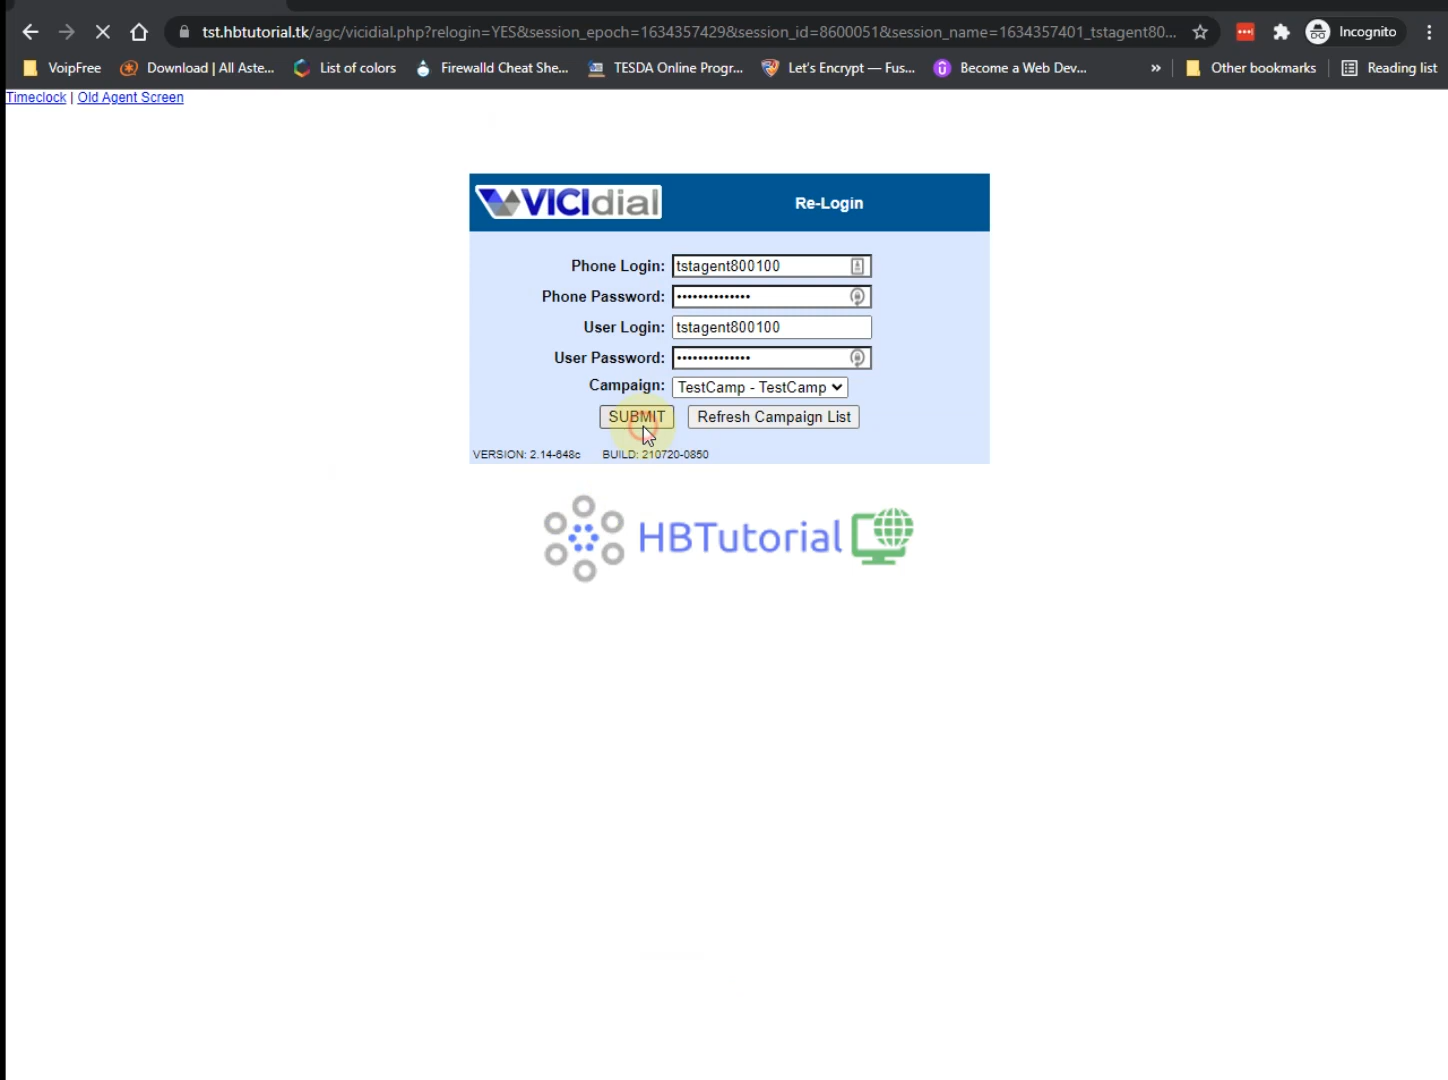 tst.hbtutorial.tk/agc/vicidial.php?relogin=YES&session_epoch=1634357429&session_id=8600051&session_name=1634357401_tstagent80... Incognito
VoipFree Download | All Aste... List of colors Firewalld Cheat She... TESDA Online Progr... Let's Encrypt — Fus... Become a Web Dev... » Other bookmarks Reading list
Timeclock | Old Agent Screen
VICIdial Re-Login
Phone Login: tstagent800100
Phone Password: ••••••••••••••
User Login: tstagent800100
User Password: ••••••••••••••
Campaign: TestCamp - TestCamp
SUBMIT Refresh Campaign List
VERSION: 2.14-648c BUILD: 210720-0850
HBTutorial